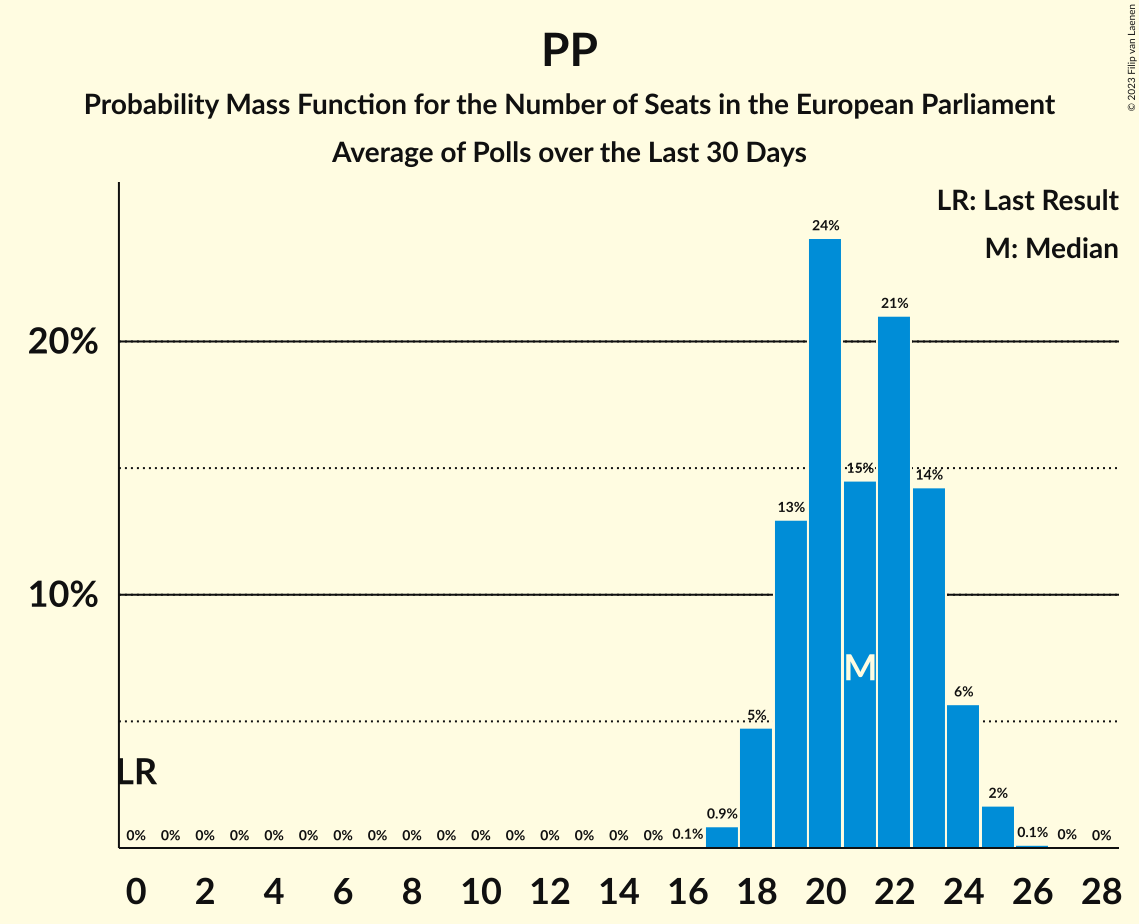 PP
Probability Mass Function for the Number of Seats in the European Parliament
Average of Polls over the Last 30 Days
© 2023 Filip van Laenen
LR: Last Result
M: Median
24%
21%
20%
15%
14%
13%
10%
M
6%
5%
LR
2%
0.9%
0% 0% 0% 0% 0% 0% 0% 0% 0% 0% 0% 0% 0% 0% 0% 0% 0.1% 0.1% 0% 0%
0 2 4 6 8 10 12 14 16 18 20 22 24 26 28